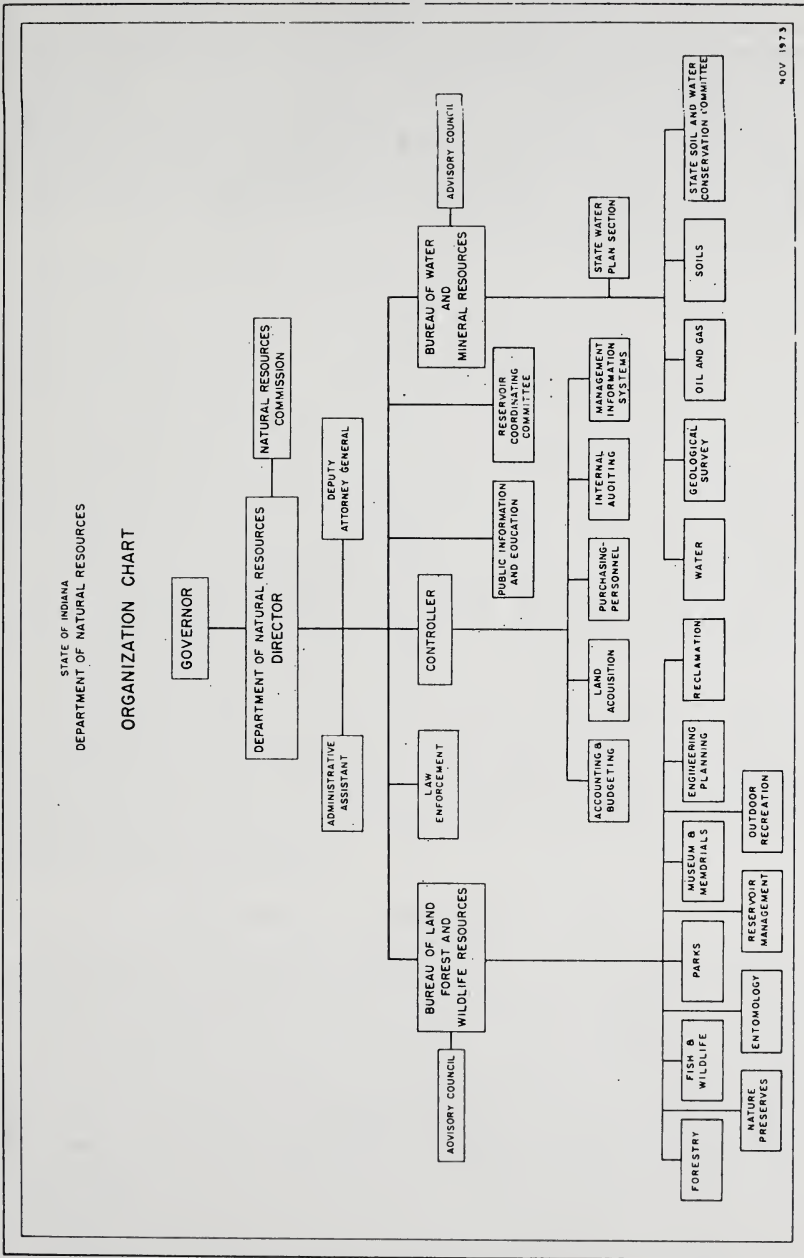 STATE OF INDIANA
DEPARTMENT OF NATURAL RESOURCES
ORGANIZATION CHART
GOVERNOR
DEPARTMENT OF NATURAL RESOURCES
DIRECTOR
NATURAL RESOURCES
COMMISSION
ADMINISTRATIVE
ASSISTANT
DEPUTY
ATTORNEY GENERAL
ADVISORY COUNCIL
BUREAU OF LAND
FOREST AND
WILDLIFE RESOURCES
LAW
ENFORCEMENT
CONTROLLER
PUBLIC INFORMATION
AND EDUCATION
RESERVOIR
COORDINATING
COMMITTEE
BUREAU OF WATER
AND
MINERAL RESOURCES
ADVISORY COUNCIL
ACCOUNTING &
BUDGETING
LAND
ACQUISITION
PURCHASING-
PERSONNEL
INTERNAL
AUDITING
MANAGEMENT
INFORMATION
SYSTEMS
STATE WATER
PLAN SECTION
FORESTRY
FISH &
WILDLIFE
PARKS
MUSEUM &
MEMORIALS
ENGINEERING
PLANNING
RECLAMATION
NATURE
PRESERVES
ENTOMOLOGY
RESERVOIR
MANAGEMENT
OUTDOOR
RECREATION
WATER
GEOLOGICAL
SURVEY
OIL AND GAS
SOILS
STATE SOIL AND WATER
CONSERVATION COMMITTEE
NOV 1973